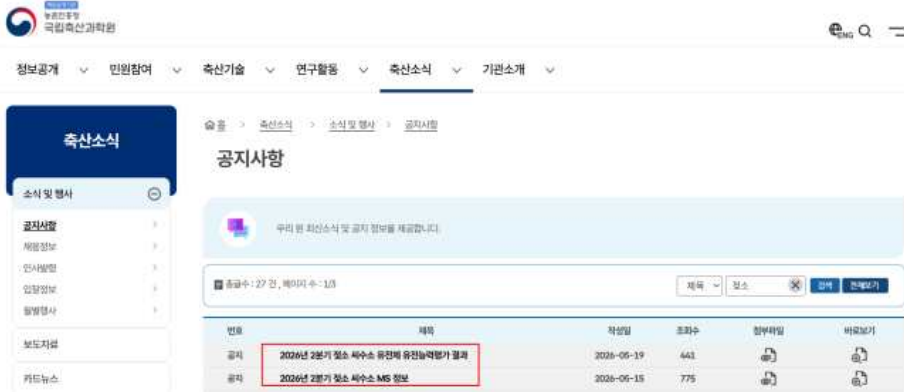 농촌진흥청
국립축산과학원
ENG
정보공개 민원참여 축산기술 연구활동 축산소식 기관소개
축산소식
홈 > 축산소식 > 소식 및 행사 > 공지사항
공지사항
소식 및 행사
공지사항
채용정보
인사발령
입찰정보
월별행사
보도자료
카드뉴스
우리 원 최신소식 및 공지 정보를 제공합니다.
총글수 : 27 건, 페이지 수 : 1/3
제목 젖소 검색 전체보기
번호 제목 작성일 조회수 첨부파일 바로보기
공지 2026년 2분기 젖소 씨수소 유전체 유전능력평가 결과 2026-05-19 441
공지 2026년 2분기 젖소 씨수소 MS 정보 2026-05-15 775